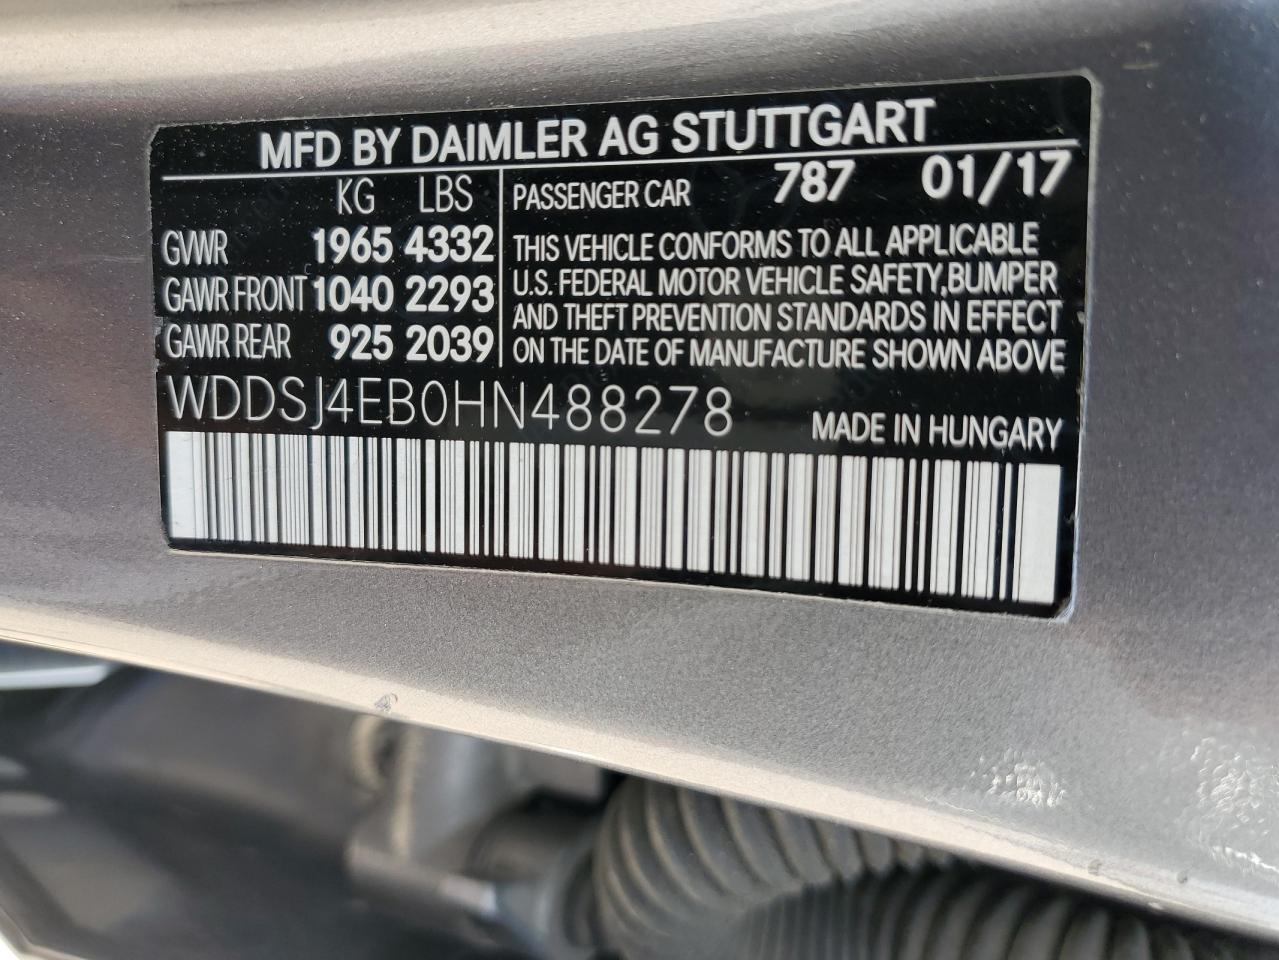 MFD BY DAIMLER AG STUTTGART
KG LBS
GVWR 1965 4332
GAWR FRONT 1040 2293
GAWR REAR 925 2039
PASSENGER CAR 787 01/17
THIS VEHICLE CONFORMS TO ALL APPLICABLE
U.S. FEDERAL MOTOR VEHICLE SAFETY,BUMPER
AND THEFT PREVENTION STANDARDS IN EFFECT
ON THE DATE OF MANUFACTURE SHOWN ABOVE
WDDSJ4EB0HN488278
MADE IN HUNGARY